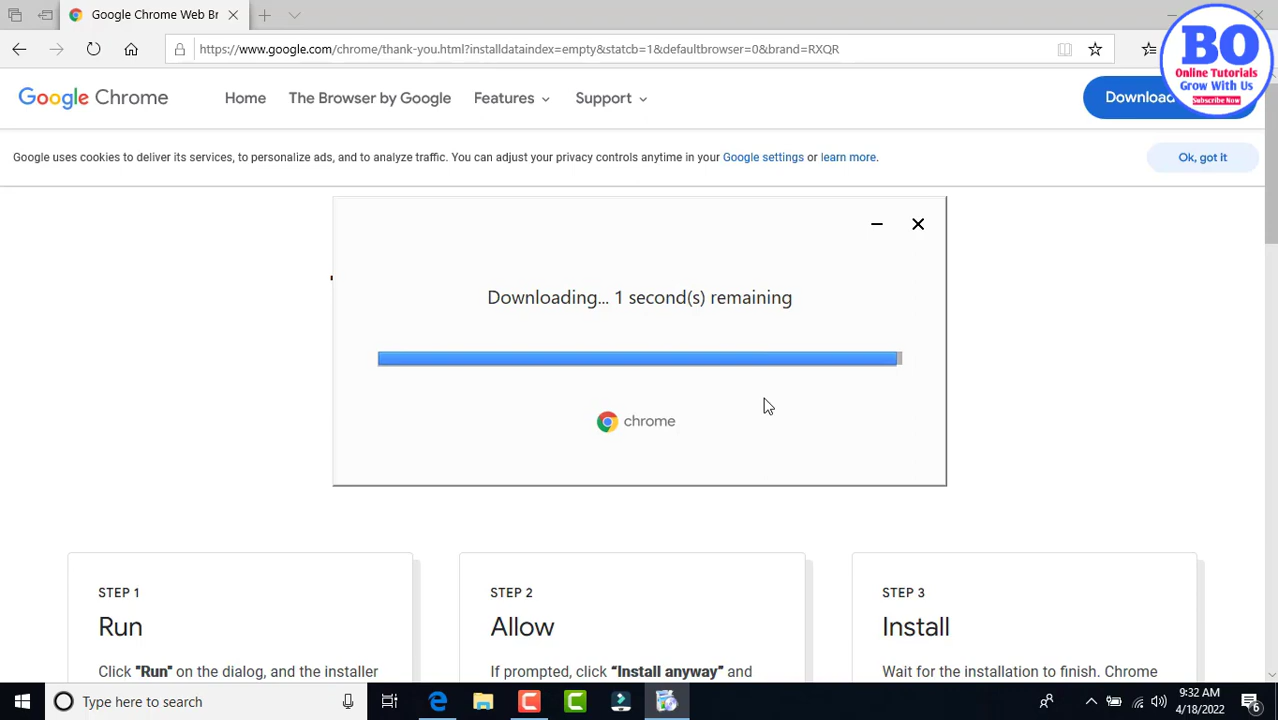 Google Chrome Web Br
https://www.google.com/chrome/thank-you.html?installdataindex=empty&statcb=1&defaultbrowser=0&brand=RXQR
BO
Online Tutorials
Grow With Us
Subscribe Now
Google Chrome
Home
The Browser by Google
Features
Support
Download
Google uses cookies to deliver its services, to personalize ads, and to analyze traffic. You can adjust your privacy controls anytime in your Google settings or learn more.
Ok, got it
Downloading... 1 second(s) remaining
chrome
STEP 1
Run
Click "Run" on the dialog, and the installer
STEP 2
Allow
If prompted, click “Install anyway” and
STEP 3
Install
Wait for the installation to finish. Chrome
Type here to search
9:32 AM
4/18/2022
6